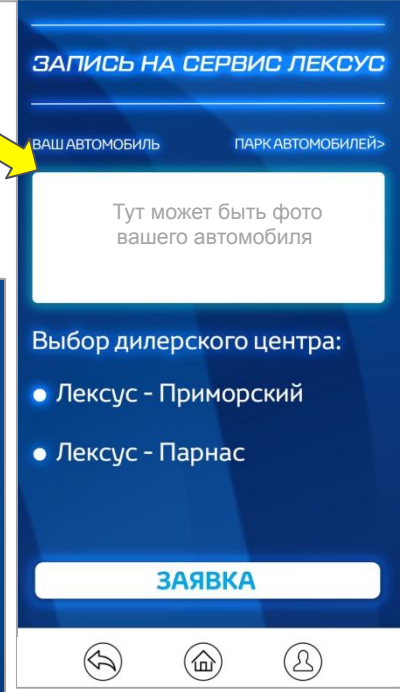 ЗАПИСЬ НА СЕРВИС ЛЕКСУС
ВАШ АВТОМОБИЛЬ ПАРК АВТОМОБИЛЕЙ>
Тут может быть фото
вашего автомобиля
Выбор дилерского центра:
Лексус - Приморский
Лексус - Парнас
ЗАЯВКА